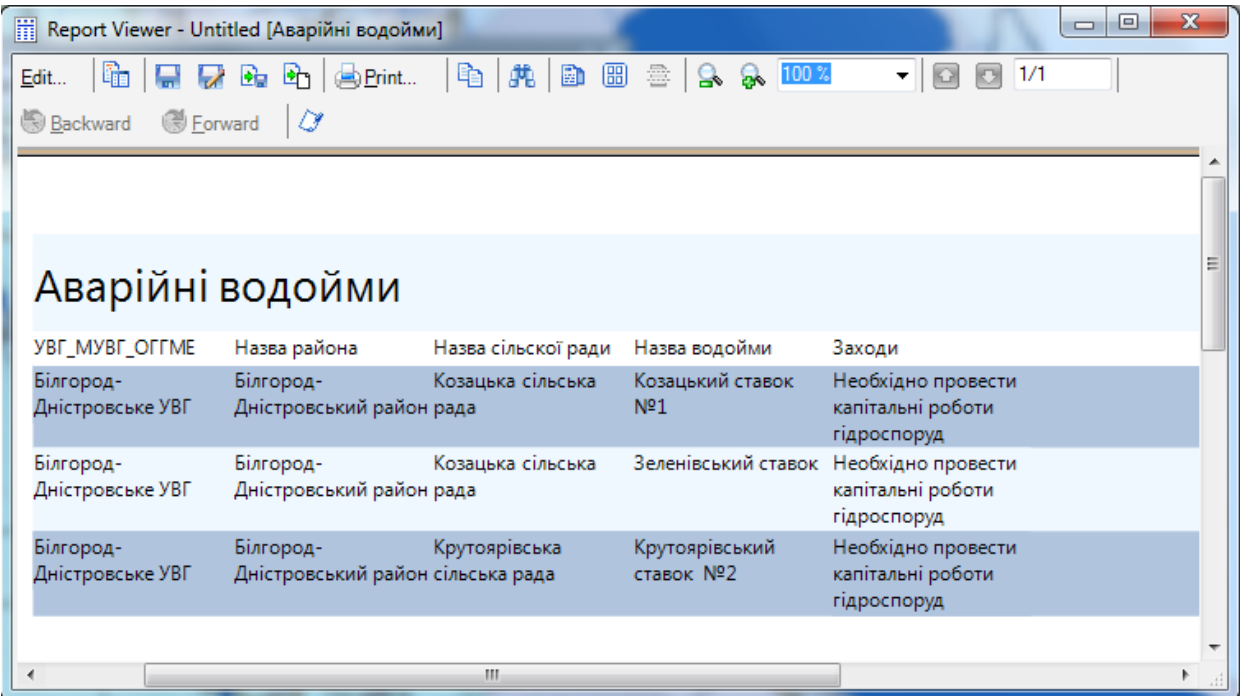 Report Viewer - Untitled [Аварійні водойми]
Edit... Print... 100 % 1/1
Backward Forward
Аварійні водойми
УВГ_МУВГ_ОГГМЕ Назва района Назва сільскої ради Назва водойми Заходи
Білгород- Білгород- Козацька сільська Козацький ставок Необхідно провести
Дністровське УВГ Дністровський район рада №1 капітальні роботи
гідроспоруд
Білгород- Білгород- Козацька сільська Зеленівський ставок Необхідно провести
Дністровське УВГ Дністровський район рада капітальні роботи
гідроспоруд
Білгород- Білгород- Крутоярівська Крутоярівський Необхідно провести
Дністровське УВГ Дністровський район сільська рада ставок №2 капітальні роботи
гідроспоруд